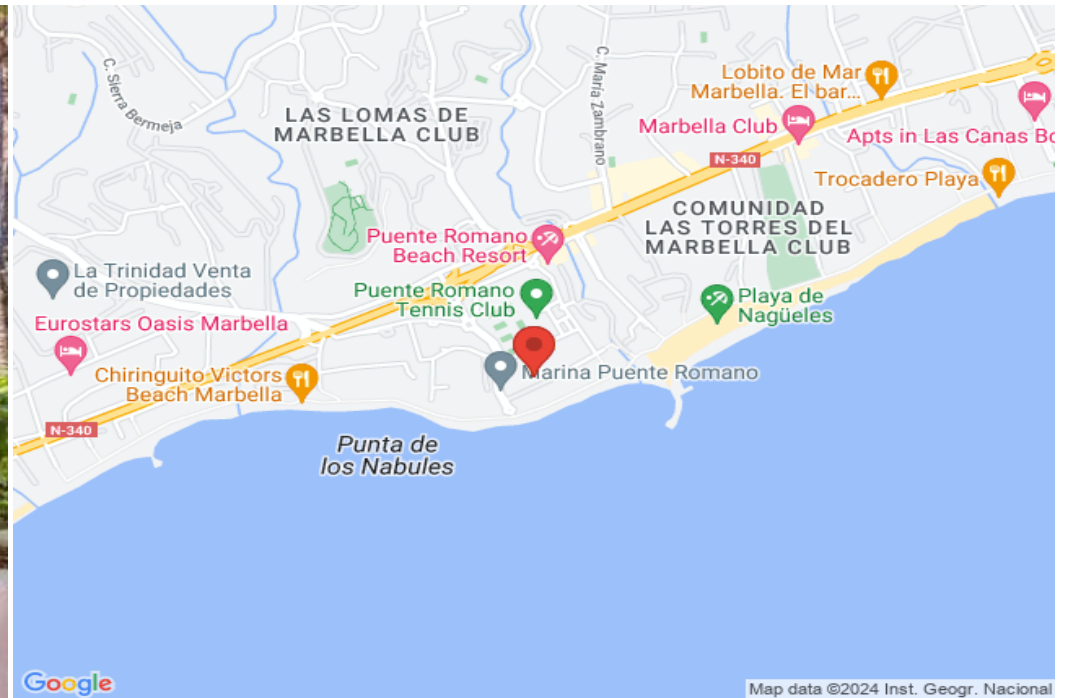 C. Sierra Bermeja
LAS LOMAS DE
MARBELLA CLUB
C. María Zambrano
Lobito de Mar
Marbella. El bar...
Marbella Club
Apts in Las Canas Bo
N-340
Trocadero Playa
COMUNIDAD
LAS TORRES DEL
MARBELLA CLUB
Puente Romano
Beach Resort
La Trinidad Venta
de Propiedades
Puente Romano
Tennis Club
Playa de
Nagüeles
Eurostars Oasis Marbella
Chiringuito Victors
Beach Marbella
Marina Puente Romano
N-340
Punta de
los Nabules
Google
Map data ©2024 Inst. Geogr. Nacional